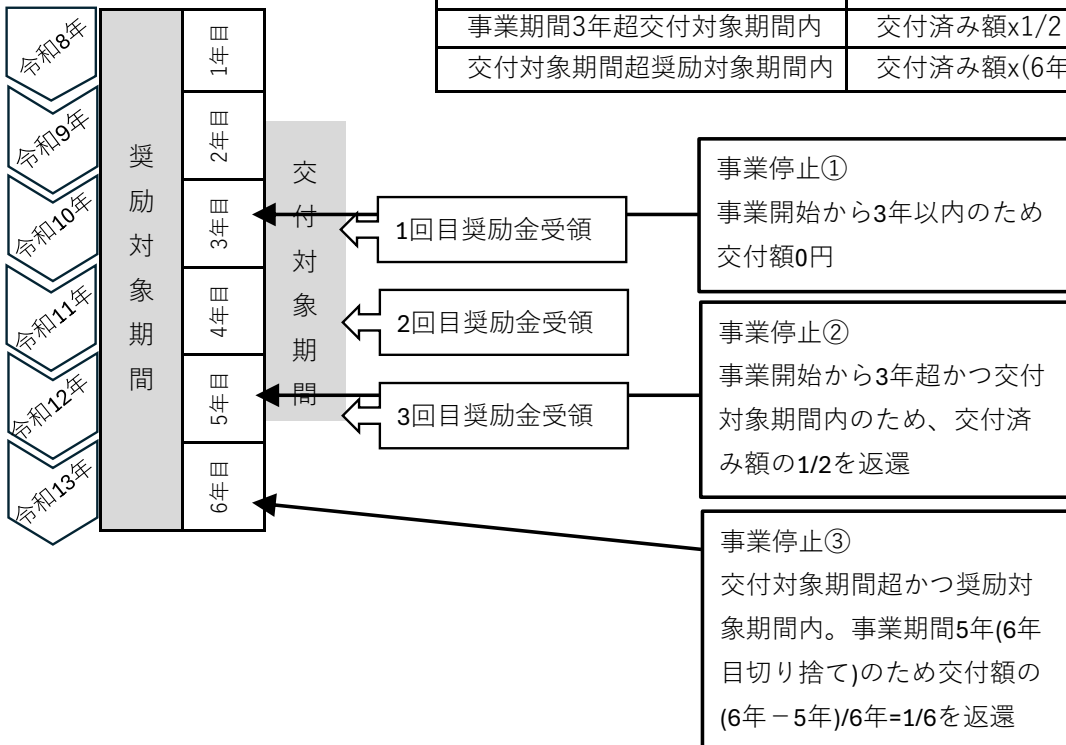 事業期間3年超交付対象期間内 交付済み額x1/2
交付対象期間超奨励対象期間内 交付済み額x(6年
令和8年
令和9年
令和10年
令和11年
令和12年
令和13年
奨励対象期間
1年目
2年目
3年目
4年目
5年目
6年目
交付対象期間
1回目奨励金受領
2回目奨励金受領
3回目奨励金受領
事業停止①
事業開始から3年以内のため
交付額0円
事業停止②
事業開始から3年超かつ交付
対象期間内のため、交付済
み額の1/2を返還
事業停止③
交付対象期間超かつ奨励対
象期間内。事業期間5年(6年
目切り捨て)のため交付額の
(6年－5年)/6年=1/6を返還